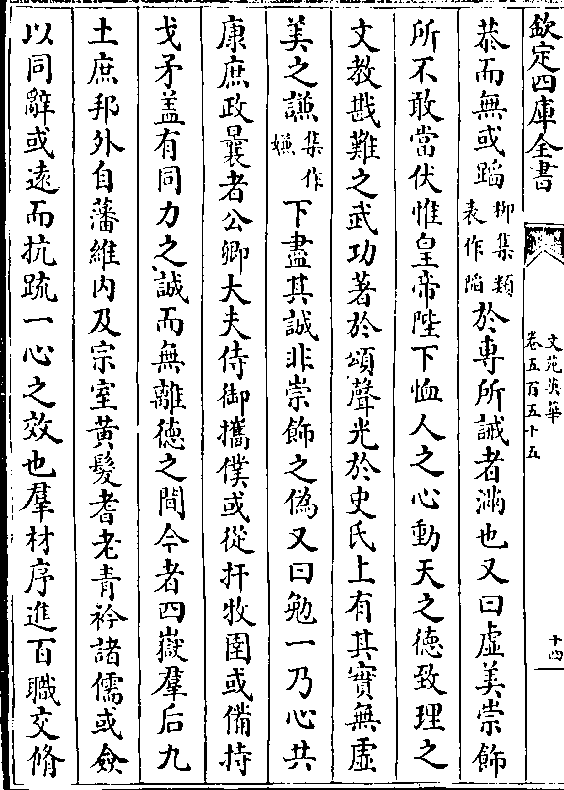 欽定四庫全書
文苑英華
卷五百五十五
十四
恭而無或蹈柳集類表作陷於專所誡者滿也又曰虛美崇飾
所不敢當伏惟皇帝陛下恤人之心動天之德致理之
文教戡難之武功著於頌聲光於史氏上有其實無虛
美之謙集作嫌下盡其誠非崇飾之偽又曰勉一乃心共
康庶政曩者公卿大夫侍御攜僕或從扞牧圉或備持
戈矛盖有同力之誠而無離德之間今者四嶽羣后九
土庶邦外自藩維内及宗室黄髮耆老青衿諸儒或僉
以同辭或遠而抗疏一心之效也羣材序進百職交脩